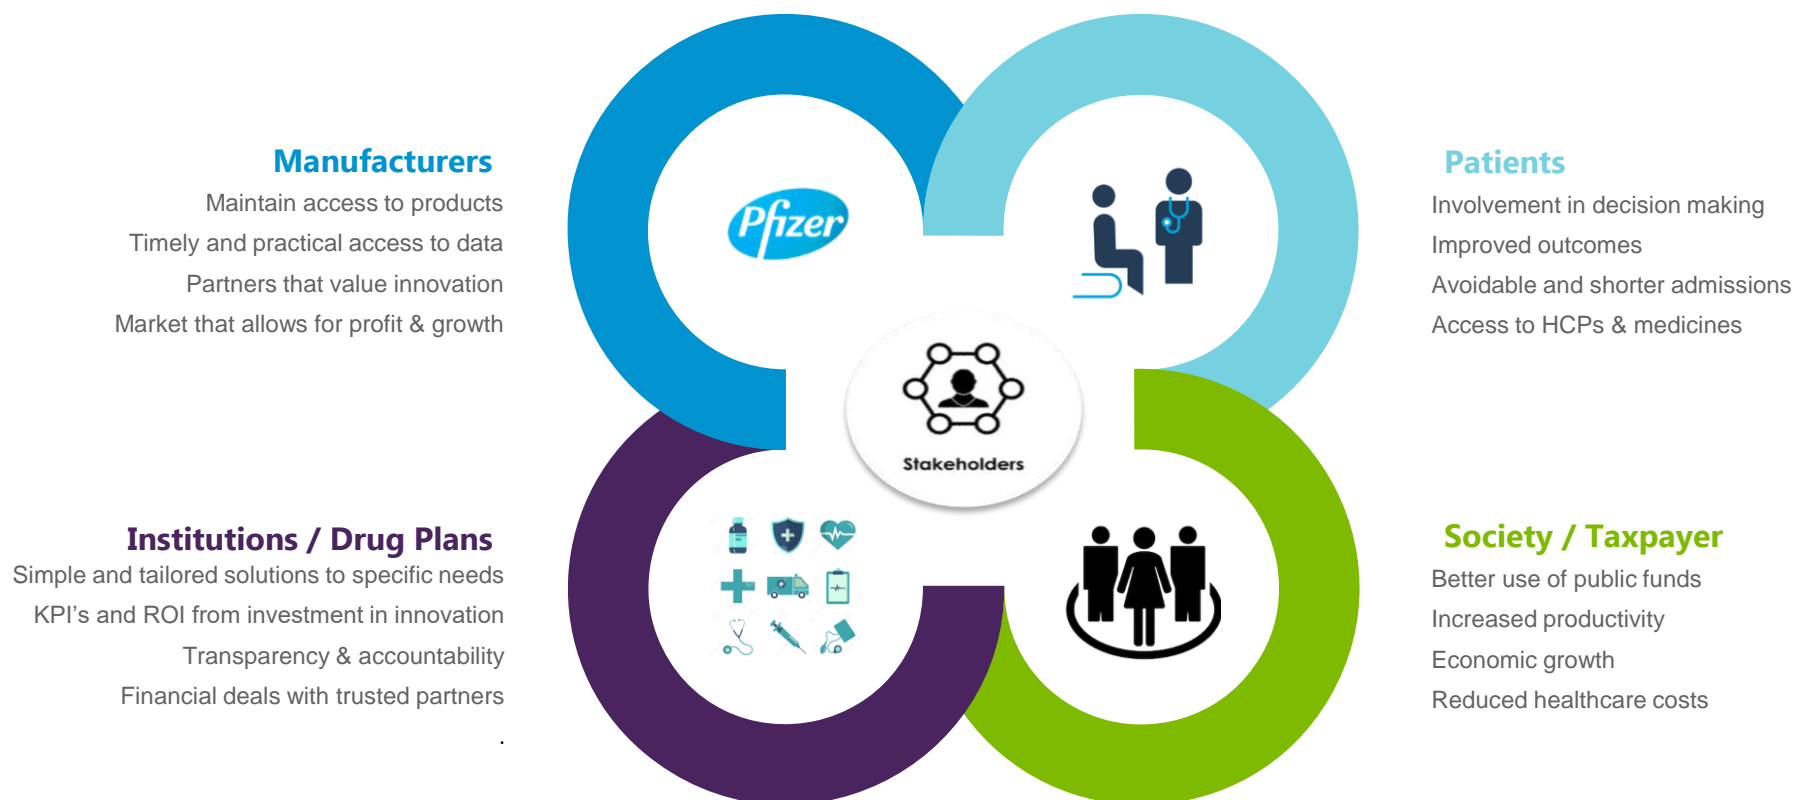 Manufacturers
Maintain access to products
Timely and practical access to data
Partners that value innovation
Market that allows for profit & growth
Pfizer
Patients
Involvement in decision making
Improved outcomes
Avoidable and shorter admissions
Access to HCPs & medicines
Stakeholders
Institutions / Drug Plans
Simple and tailored solutions to specific needs
KPI's and ROI from investment in innovation
Transparency & accountability
Financial deals with trusted partners
.
Society / Taxpayer
Better use of public funds
Increased productivity
Economic growth
Reduced healthcare costs